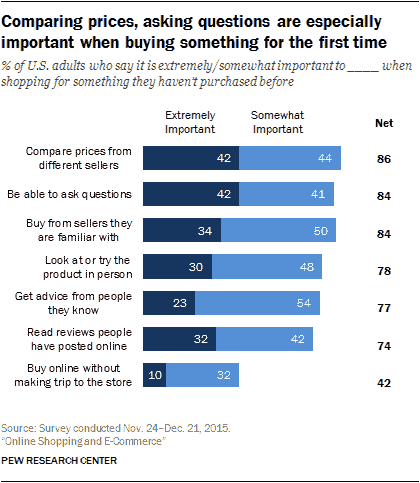 Comparing prices, asking questions are especially
important when buying something for the first time
% of U.S. adults who say it is extremely/somewhat important to ____ when
shopping for something they haven't purchased before
Extremely Important Somewhat Important Net
Compare prices from different sellers 42 44 86
Be able to ask questions 42 41 84
Buy from sellers they are familiar with 34 50 84
Look at or try the product in person 30 48 78
Get advice from people they know 23 54 77
Read reviews people have posted online 32 42 74
Buy online without making trip to the store 10 32 42
Source: Survey conducted Nov. 24–Dec. 21, 2015.
"Online Shopping and E-Commerce"
PEW RESEARCH CENTER